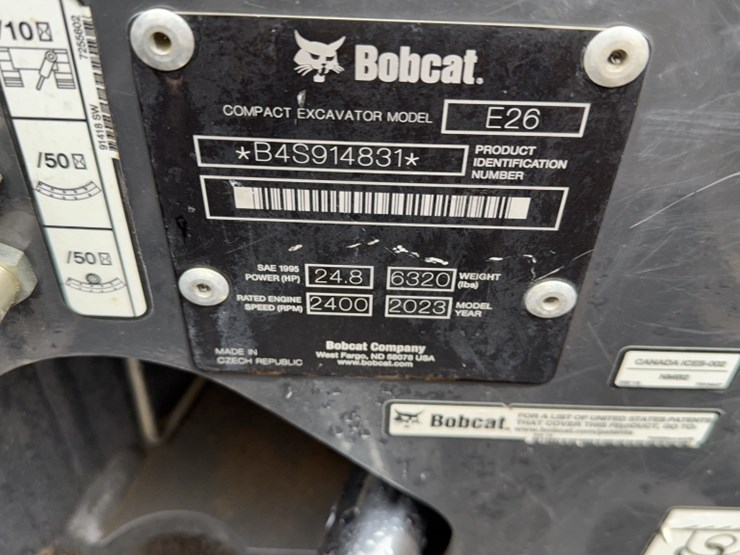 /10
7255602
91418 SW
/50
/50
Bobcat.
COMPACT EXCAVATOR MODEL E26
*B4S914831*
PRODUCT
IDENTIFICATION
NUMBER
SAE 1995
POWER (HP) 24.8
6320 WEIGHT
(lbs)
RATED ENGINE
SPEED (RPM) 2400
2023 MODEL
YEAR
MADE IN
CZECH REPUBLIC
Bobcat Company
West Fargo, ND 58078 USA
www.bobcat.com
CANADA ICES-002
NMB2
Bobcat.
FOR A LIST OF UNITED STATES PATENTS
THAT COVER THIS PRODUCT, GO TO: